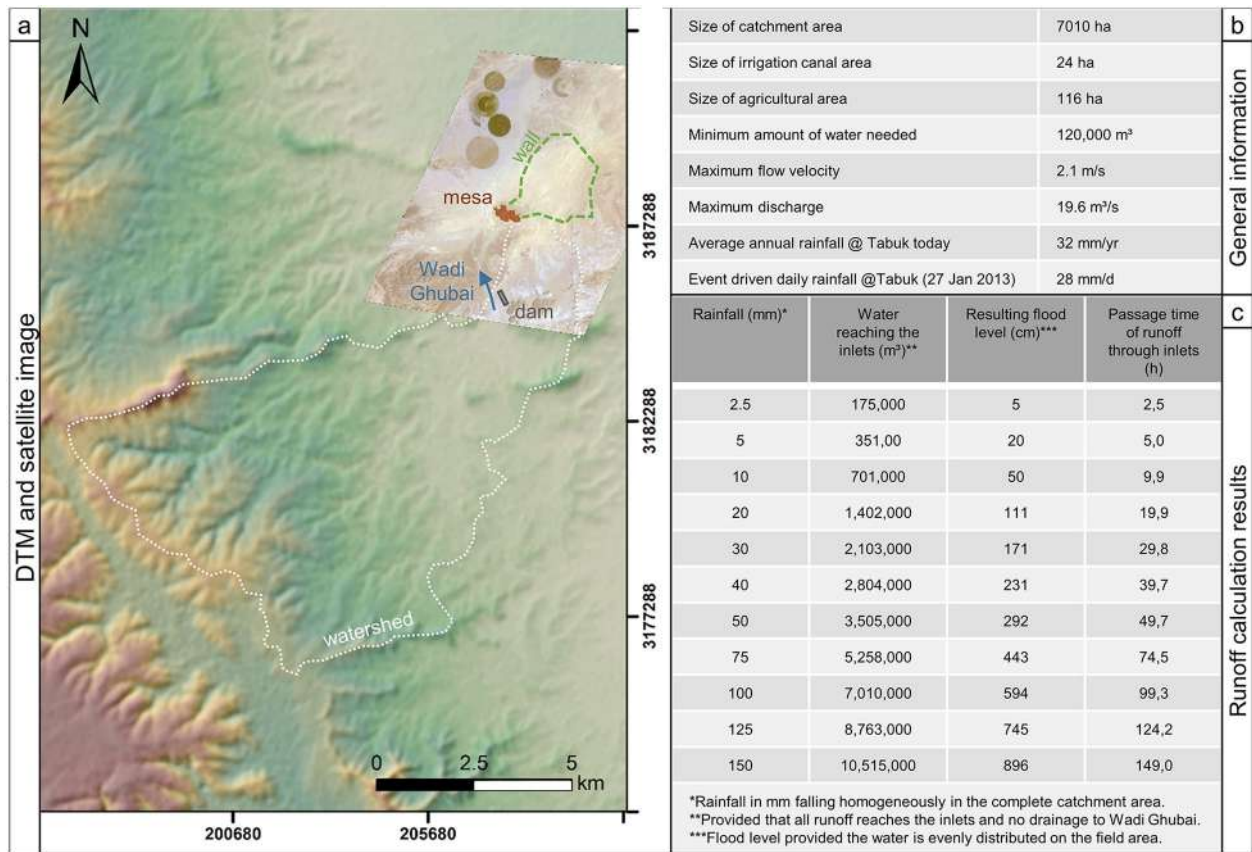 a
DTM and satellite image
N
wall
mesa
Wadi
Ghubai
dam
watershed
0 2.5 5
km
3187288
3182288
3177288
200680 205680
b
General information
Size of catchment area 7010 ha
Size of irrigation canal area 24 ha
Size of agricultural area 116 ha
Minimum amount of water needed 120,000 m³
Maximum flow velocity 2.1 m/s
Maximum discharge 19.6 m³/s
Average annual rainfall @ Tabuk today 32 mm/yr
Event driven daily rainfall @Tabuk (27 Jan 2013) 28 mm/d
c
Runoff calculation results
Rainfall (mm)* Water Resulting flood Passage time
reaching the level (cm)*** of runoff
inlets (m³)** through inlets
(h)
2.5 175,000 5 2,5
5 351,00 20 5,0
10 701,000 50 9,9
20 1,402,000 111 19,9
30 2,103,000 171 29,8
40 2,804,000 231 39,7
50 3,505,000 292 49,7
75 5,258,000 443 74,5
100 7,010,000 594 99,3
125 8,763,000 745 124,2
150 10,515,000 896 149,0
*Rainfall in mm falling homogeneously in the complete catchment area.
**Provided that all runoff reaches the inlets and no drainage to Wadi Ghubai.
***Flood level provided the water is evenly distributed on the field area.